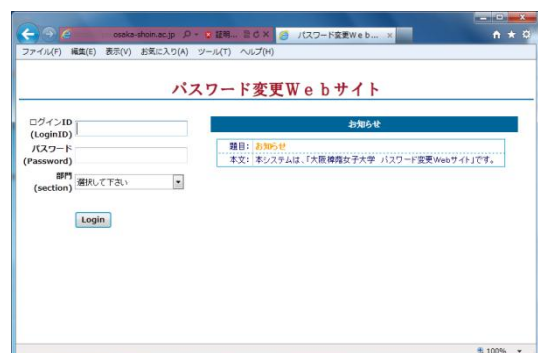 osaka-shoin.ac.jp
証明...
パスワード変更Ｗｅｂ... ×
ファイル(F) 編集(E) 表示(V) お気に入り(A) ツール(T) ヘルプ(H)
パスワード変更Ｗｅｂサイト
ログインID
(LoginID)
パスワード
(Password)
部門
(section)
選択して下さい
Login
お知らせ
題目: お知らせ
本文: 本システムは、「大阪樟蔭女子大学 パスワード変更Webサイト」です。
100%